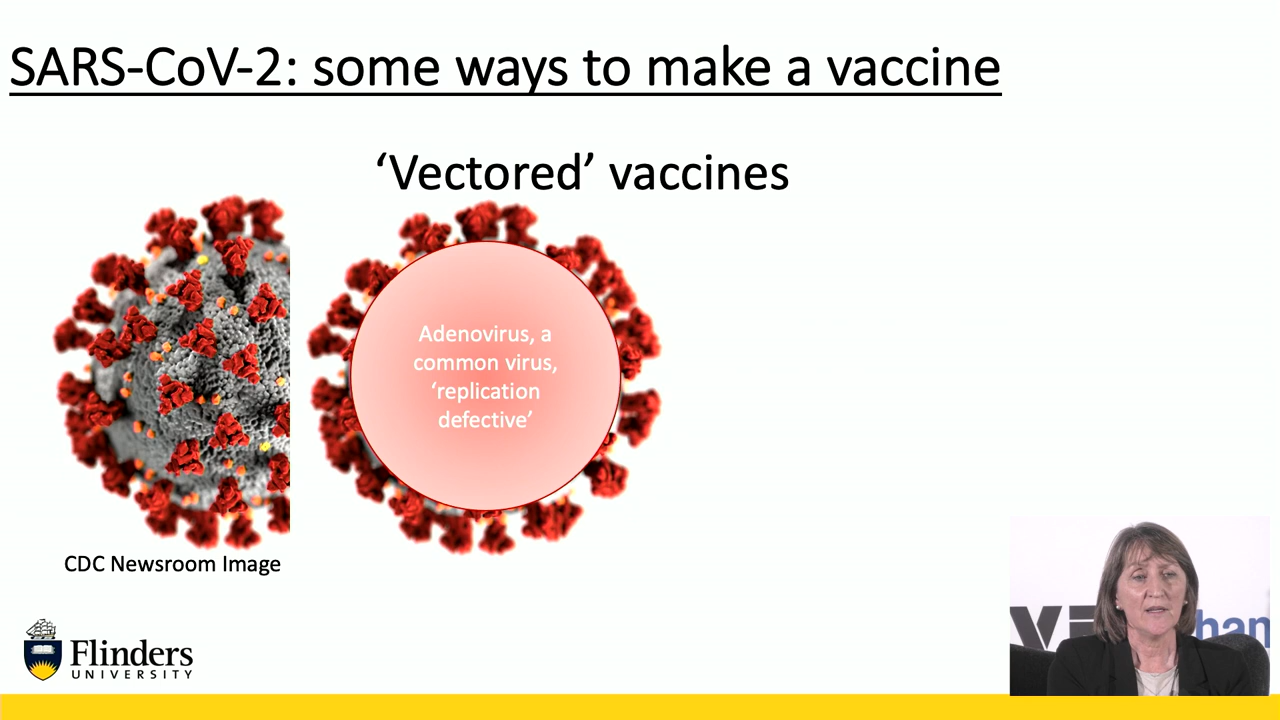 SARS-CoV-2: some ways to make a vaccine
‘Vectored’ vaccines
Adenovirus, a
common virus,
‘replication
defective’
CDC Newsroom Image
Flinders
UNIVERSITY